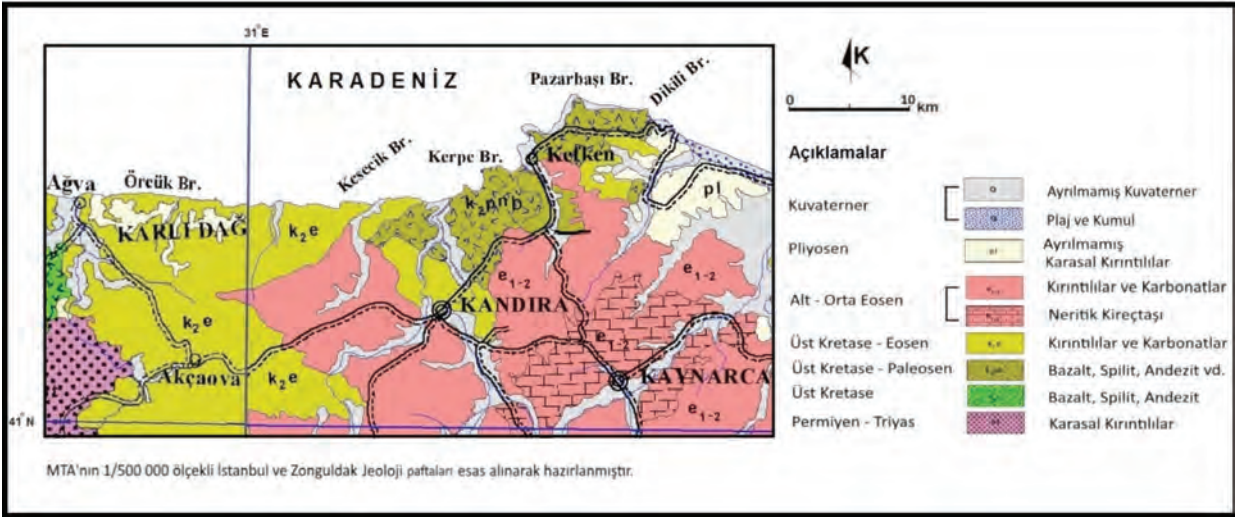 31°E
KARADENİZ
Pazarbaşı Br.
Dikili Br.
K
0 10
km
Kesecik Br.
Kerpe Br.
Kefken
Açıklamalar
Ağva
Örcük Br.
pl
Q Ayrılmamış Kuvaterner
Kuvaterner
Plaj ve Kumul
KARLI DAĞ
k2e
Pliyosen
Ayrılmamış
Karasal Kırıntılılar
e1-2
e1-2
Kırıntılılar ve Karbonatlar
KANDIRA
Alt - Orta Eosen
Neritik Kireçtaşı
k2e
e1-2
Üst Kretase - Eosen Kırıntılılar ve Karbonatlar
Akçaova
k2e
KAYNARCA
Üst Kretase - Paleosen Bazalt, Spilit, Andezit vd.
Üst Kretase Bazalt, Spilit, Andezit
41°N
e1-2
Permiyen - Triyas Karasal Kırıntılılar
MTA'nın 1/500 000 ölçekli İstanbul ve Zonguldak Jeoloji paftaları esas alınarak hazırlanmıştır.